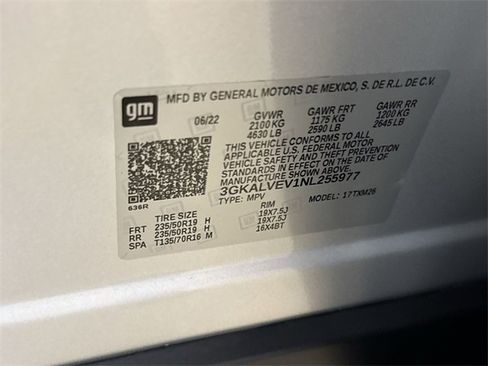 gm MFD BY GENERAL MOTORS DE MEXICO, S. DE R.L. DE C.V.
06/22 GVWR GAWR FRT GAWR RR
2100 KG 1175 KG 1200 KG
4630 LB 2590 LB 2645 LB
THIS VEHICLE CONFORMS TO ALL
APPLICABLE U.S. FEDERAL MOTOR
VEHICLE SAFETY AND THEFT PREVENTION
STANDARDS IN EFFECT ON THE DATE OF
MANUFACTURE SHOWN ABOVE.
3GKALVEV1NL255977
636R TYPE: MPV MODEL: 17TXM26
TIRE SIZE RIM
FRT 235/50R19 H 19X7.5J
RR 235/50R19 H 19X7.5J
SPA T135/70R16 M 16X4BT